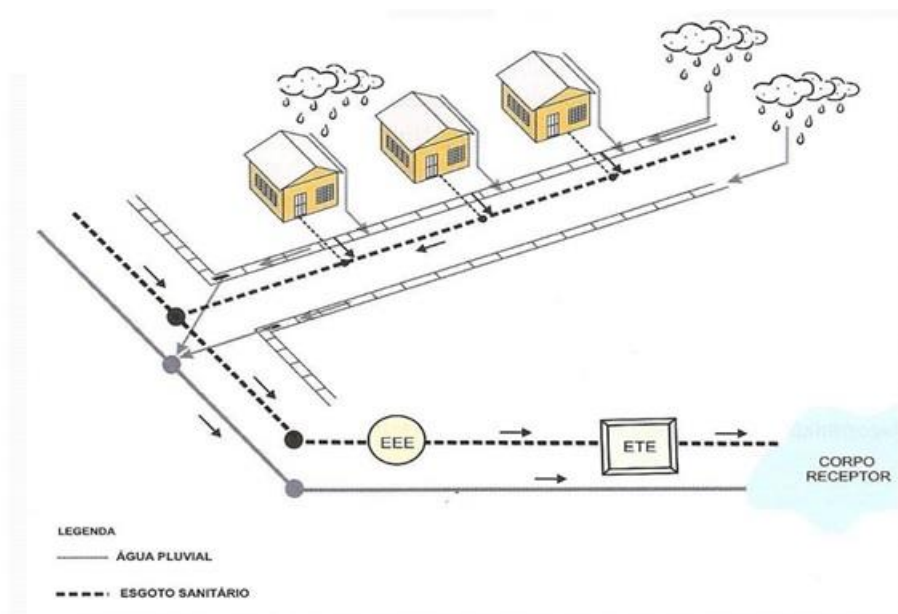 EEE
ETE
CORPO
RECEPTOR
LEGENDA
ÁGUA PLUVIAL
ESGOTO SANITÁRIO